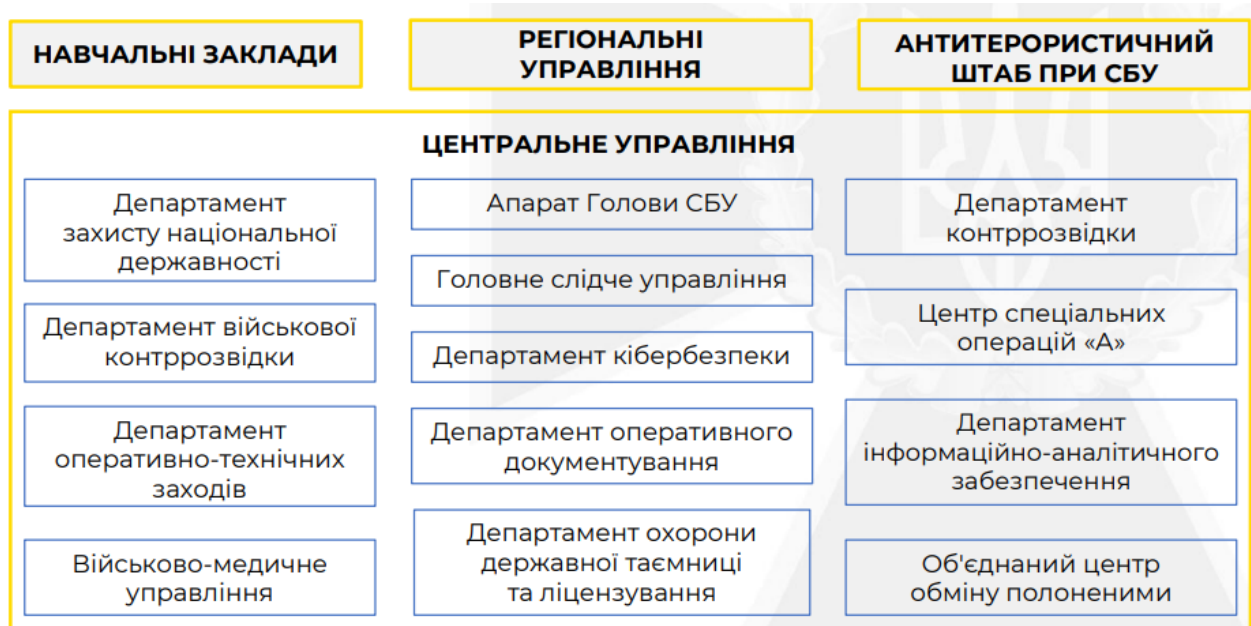 НАВЧАЛЬНІ ЗАКЛАДИ
РЕГІОНАЛЬНІ
УПРАВЛІННЯ
АНТИТЕРОРИСТИЧНИЙ
ШТАБ ПРИ СБУ
ЦЕНТРАЛЬНЕ УПРАВЛІННЯ
Департамент
захисту національної
державності
Департамент військової
контррозвідки
Департамент
оперативно-технічних
заходів
Військово-медичне
управління
Апарат Голови СБУ
Головне слідче управління
Департамент кібербезпеки
Департамент оперативного
документування
Департамент охорони
державної таємниці
та ліцензування
Департамент
контррозвідки
Центр спеціальних
операцій «А»
Департамент
інформаційно-аналітичного
забезпечення
Об'єднаний центр
обміну полоненими